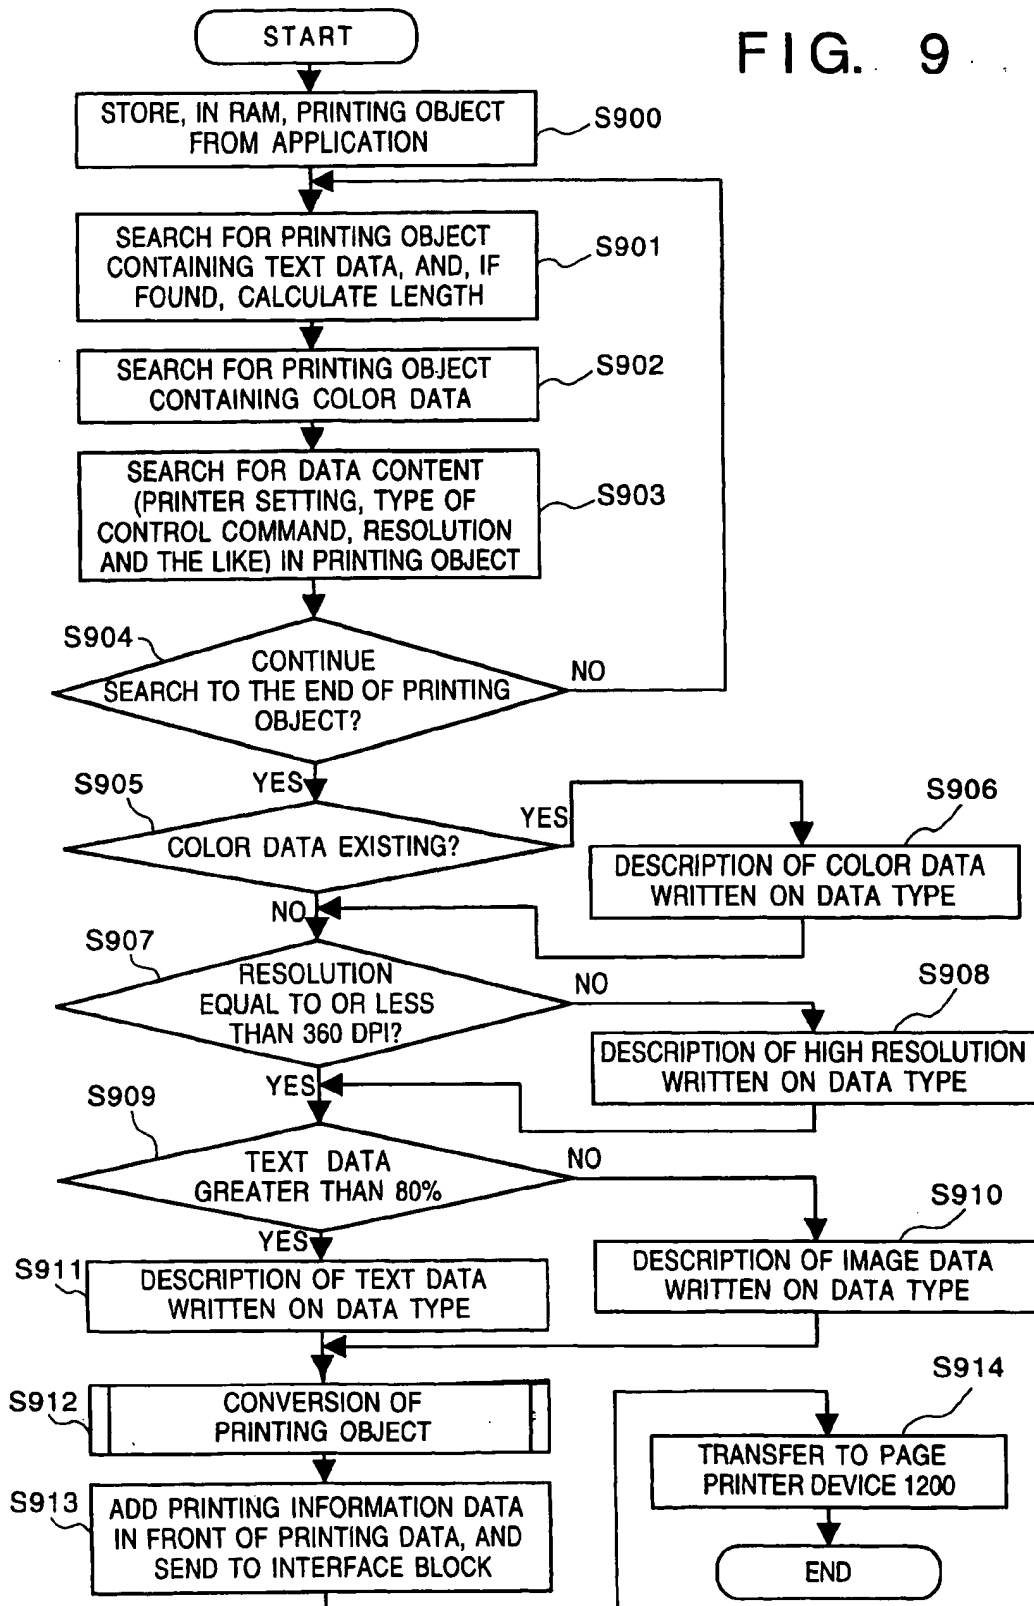 FIG. 9
START
STORE, IN RAM, PRINTING OBJECT
FROM APPLICATION
S900
SEARCH FOR PRINTING OBJECT
CONTAINING TEXT DATA, AND, IF
FOUND, CALCULATE LENGTH
S901
SEARCH FOR PRINTING OBJECT
CONTAINING COLOR DATA
S902
SEARCH FOR DATA CONTENT
(PRINTER SETTING, TYPE OF
CONTROL COMMAND, RESOLUTION
AND THE LIKE) IN PRINTING OBJECT
S903
S904
CONTINUE
SEARCH TO THE END OF PRINTING
OBJECT?
NO
YES
S905
COLOR DATA EXISTING?
YES
S906
DESCRIPTION OF COLOR DATA
WRITTEN ON DATA TYPE
NO
S907
RESOLUTION
EQUAL TO OR LESS
THAN 360 DPI?
NO
S908
DESCRIPTION OF HIGH RESOLUTION
WRITTEN ON DATA TYPE
YES
S909
TEXT DATA
GREATER THAN 80%
NO
S910
DESCRIPTION OF IMAGE DATA
WRITTEN ON DATA TYPE
YES
S911
DESCRIPTION OF TEXT DATA
WRITTEN ON DATA TYPE
S912
CONVERSION OF
PRINTING OBJECT
S913
ADD PRINTING INFORMATION DATA
IN FRONT OF PRINTING DATA, AND
SEND TO INTERFACE BLOCK
S914
TRANSFER TO PAGE
PRINTER DEVICE 1200
END